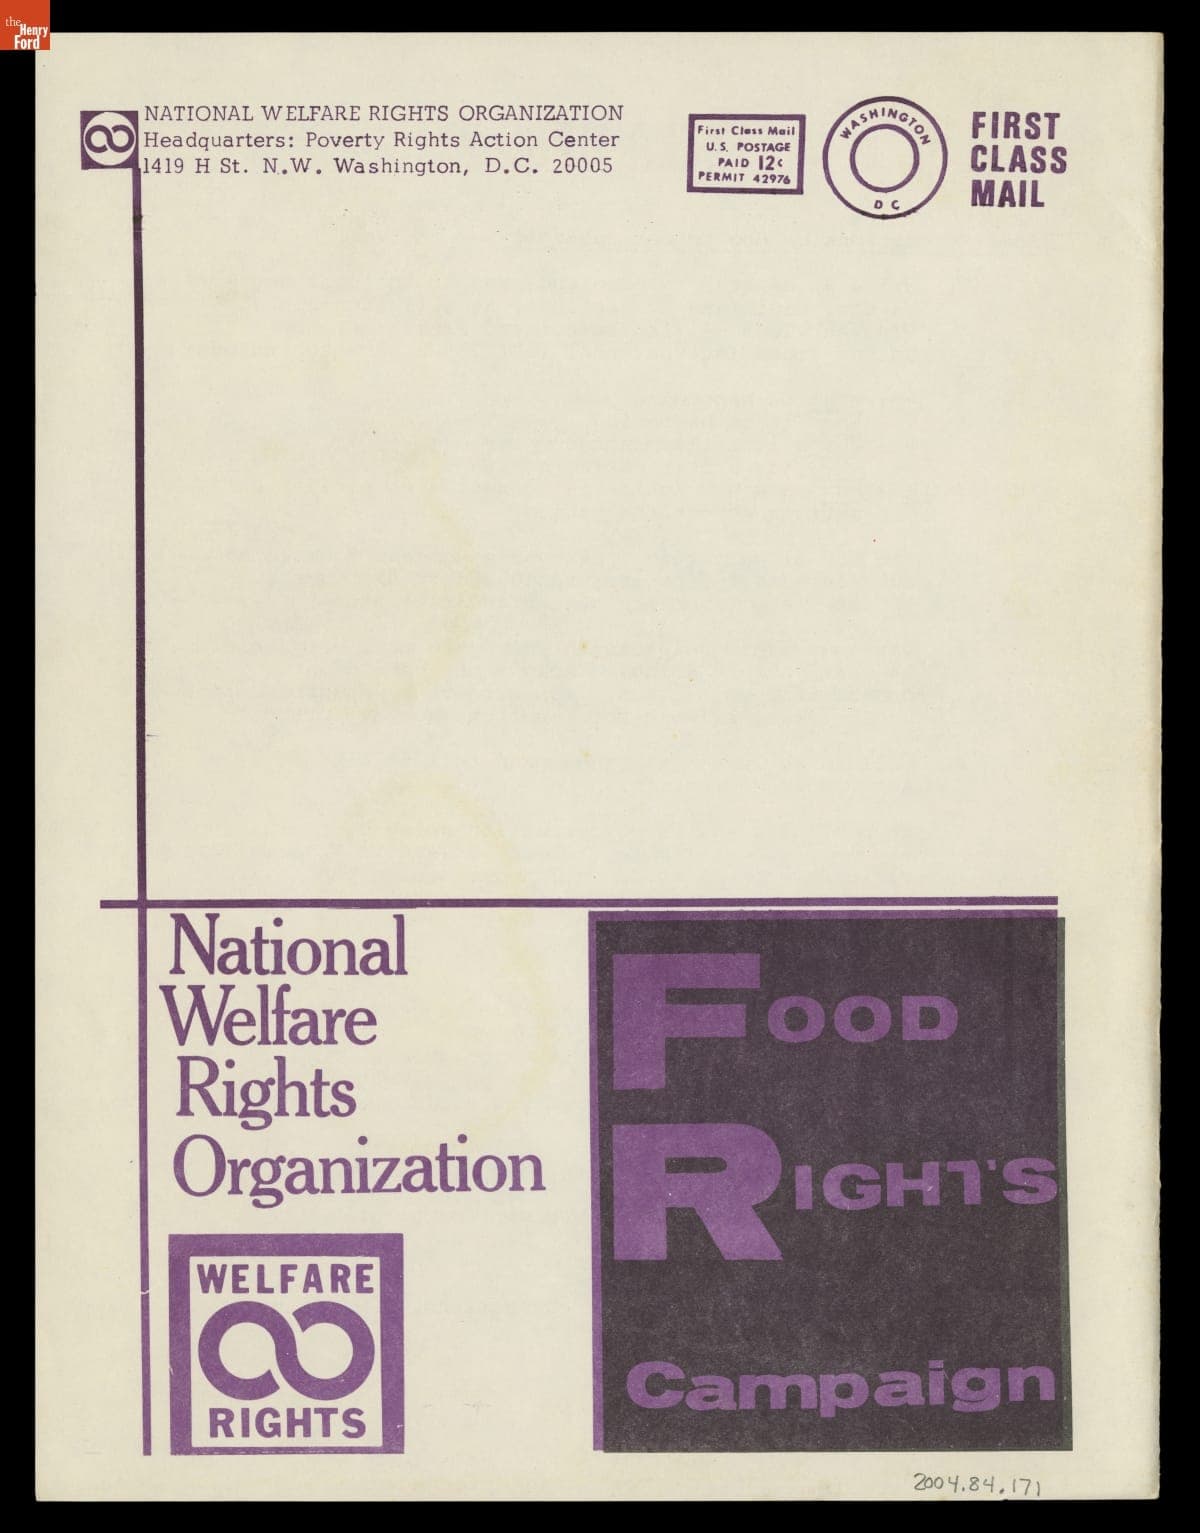 the
Henry
Ford
NATIONAL WELFARE RIGHTS ORGANIZATION
Headquarters: Poverty Rights Action Center
1419 H St. N.W. Washington, D.C. 20005
First Class Mail
U.S. POSTAGE
PAID 12¢
PERMIT 42976
WASHINGTON
DC
FIRST
CLASS
MAIL
National
Welfare
Rights
Organization
WELFARE
RIGHTS
FOOD
RIGHT'S
Campaign
2004.84.171